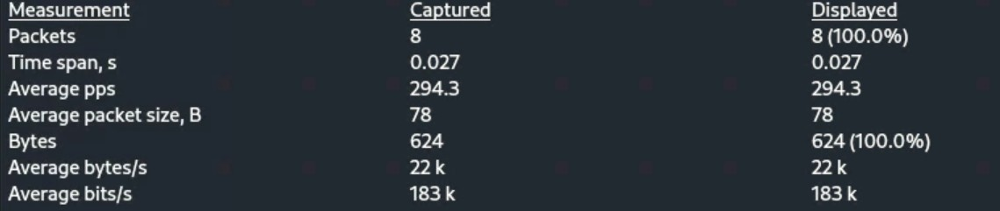 Measurement Captured Displayed
Packets 8 8 (100.0%)
Time span, s 0.027 0.027
Average pps 294.3 294.3
Average packet size, B 78 78
Bytes 624 624 (100.0%)
Average bytes/s 22 k 22 k
Average bits/s 183 k 183 k